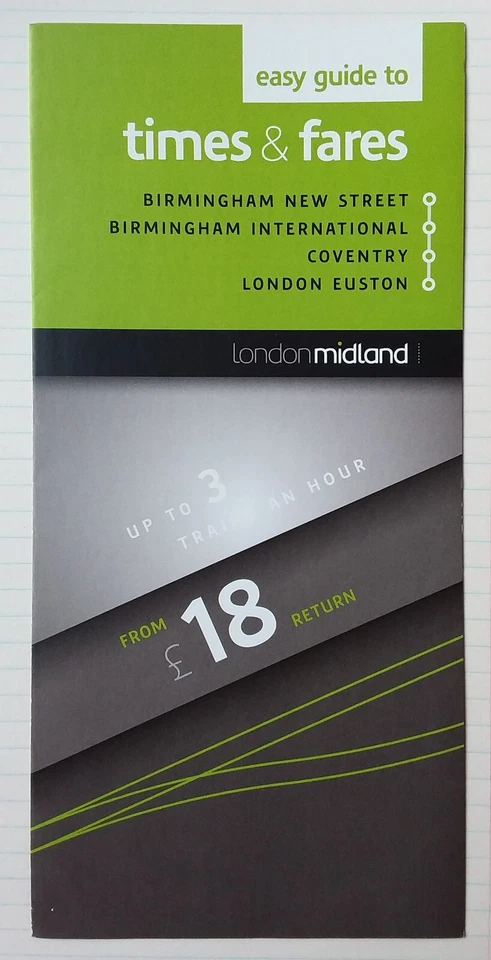 easy guide to
times & fares
BIRMINGHAM NEW STREET
BIRMINGHAM INTERNATIONAL
COVENTRY
LONDON EUSTON
londonmidland
UP TO 3
TRAINS AN HOUR
FROM £18 RETURN